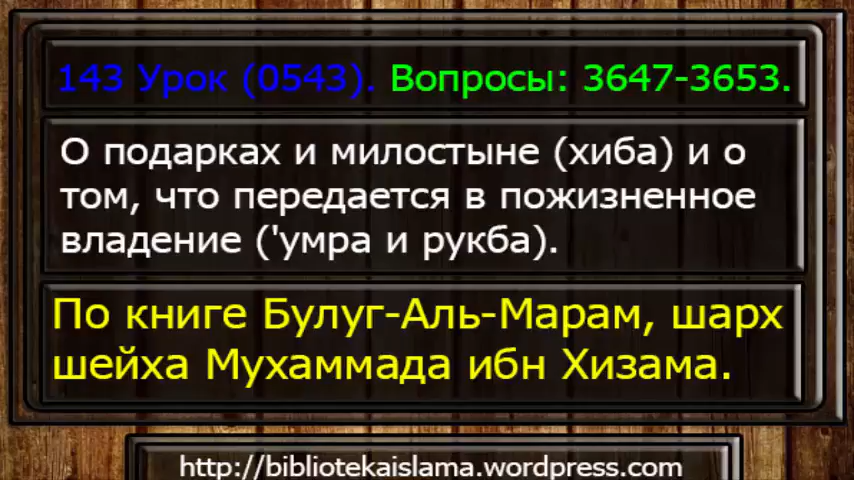 143 Урок (0543). Вопросы: 3647-3653.
О подарках и милостыне (хиба) и о
том, что передается в пожизненное
владение ('умра и рукба).
По книге Булуг-Аль-Марам, шарх
шейха Мухаммада ибн Хизама.
http://bibliotekaislama.wordpress.com